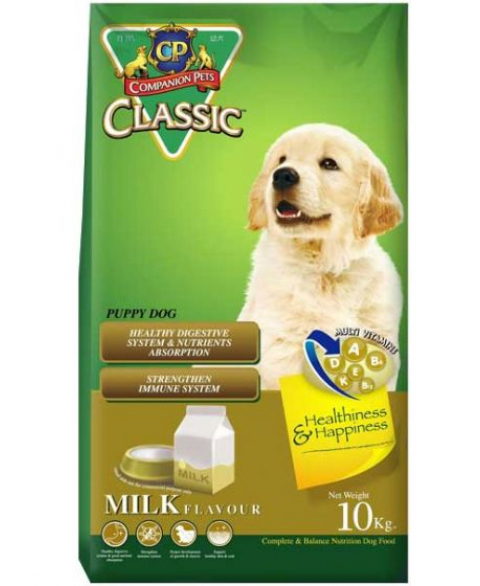 CP
COMPANION PETS
CLASSIC
PUPPY DOG
HEALTHY DIGESTIVE
SYSTEM & NUTRIENTS
ABSORPTION
STRENGTHEN
IMMUNE SYSTEM
MULTI VITAMINS
A
D
E
K
Healthiness
& Happiness
MILK
MILK FLAVOUR
Net Weight
10Kg.
Complete & Balance Nutrition Dog Food